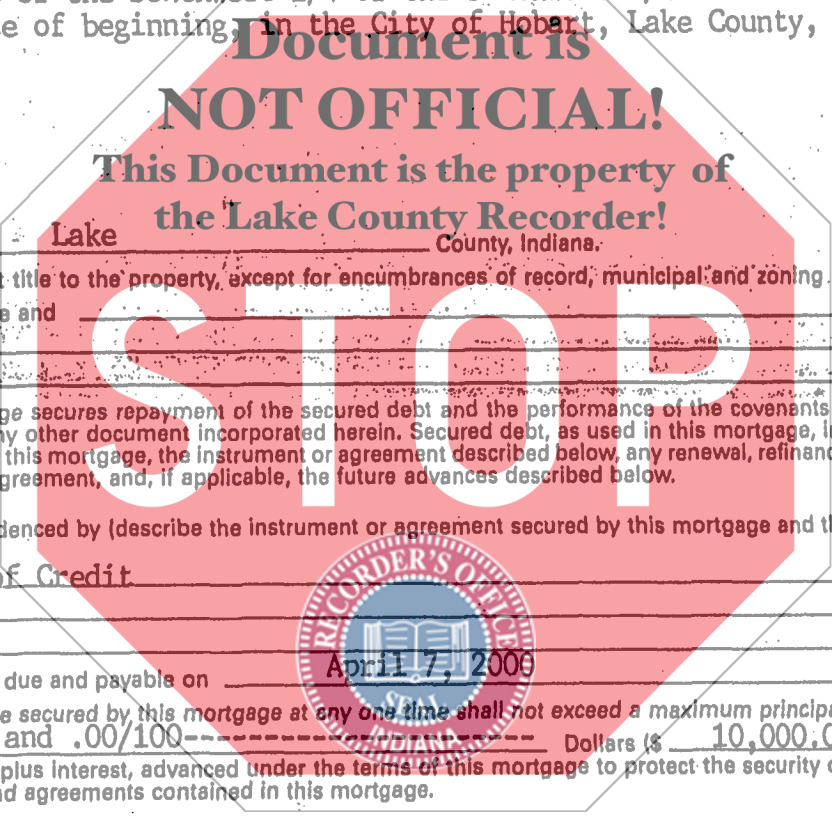 e of beginning, in the City of Hobart, Lake County,
Document is
NOT OFFICIAL!
This Document is the property of
the Lake County Recorder!
Lake County, Indiana.
t title to the property, except for encumbrances of record, municipal and zoning
e and
STOP
ge secures repayment of the secured debt and the performance of the covenants
ny other document incorporated herein. Secured debt, as used in this mortgage, i
this mortgage, the instrument or agreement described below, any renewal, refinanc
greement, and, if applicable, the future advances described below.
denced by (describe the instrument or agreement secured by this mortgage and th
of Credit
RECORDER'S OFFICE
SEAL
INDIANA
due and payable on April 7, 2000
e secured by this mortgage at any one time shall not exceed a maximum principa
and .00/100------------------------ Dollars ($ 10,000.0
plus interest, advanced under the terms of this mortgage to protect the security o
nd agreements contained in this mortgage.